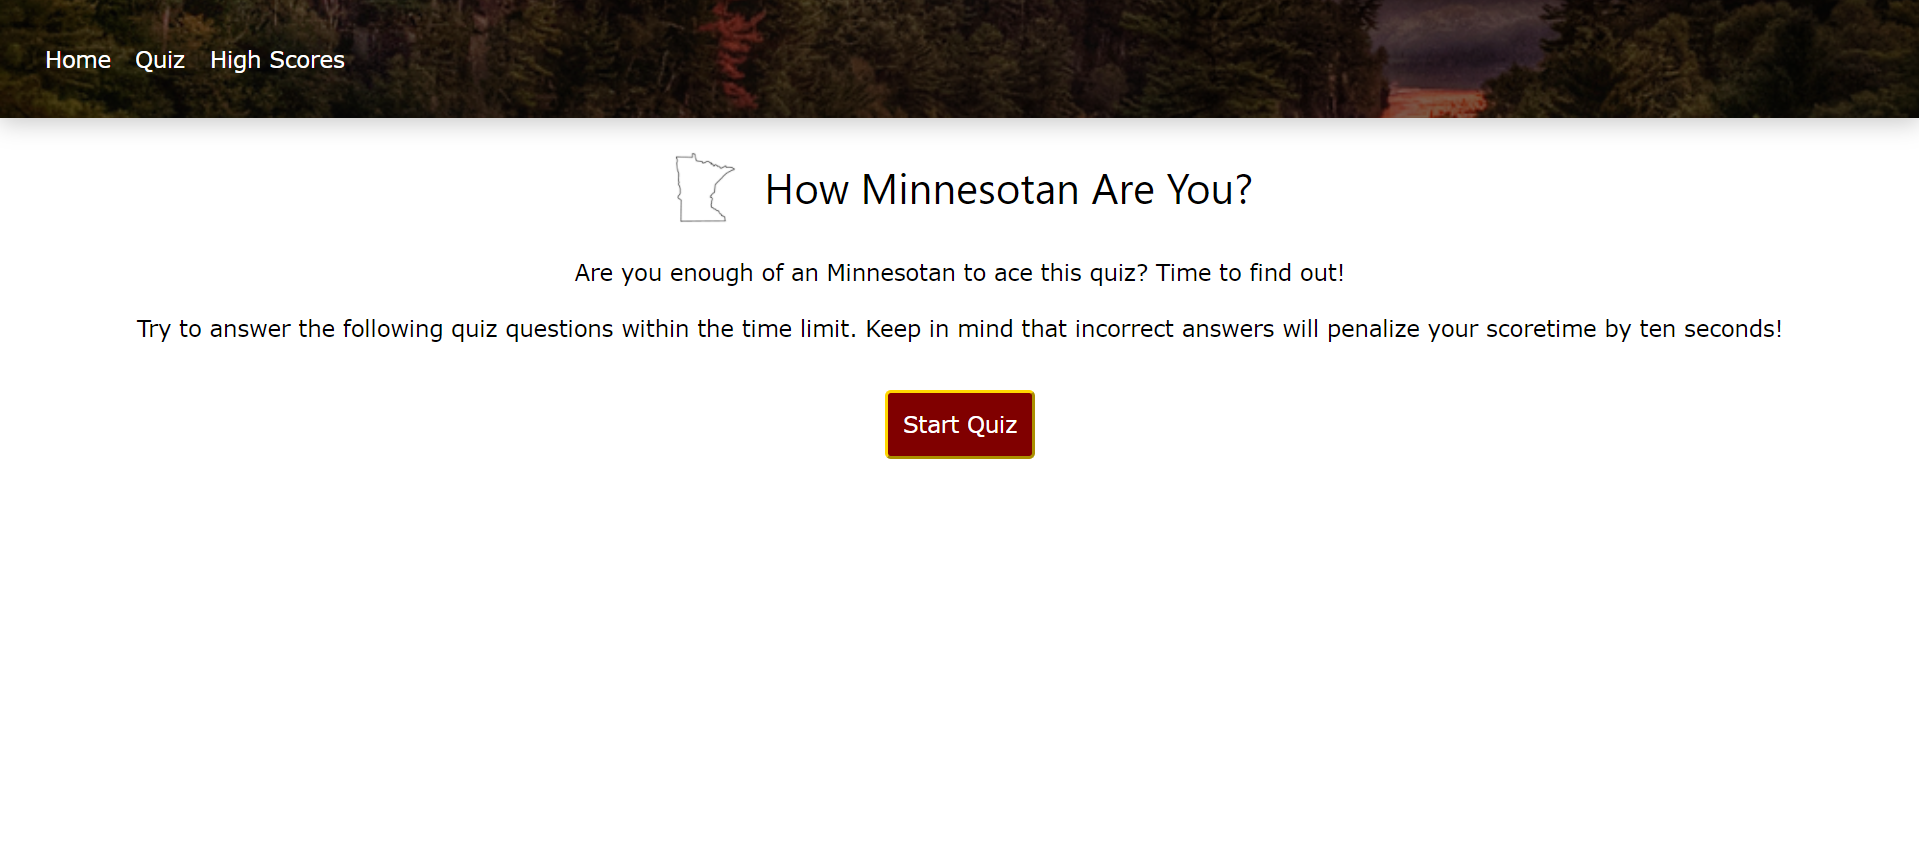 Home Quiz High Scores
How Minnesotan Are You?
Are you enough of an Minnesotan to ace this quiz? Time to find out!
Try to answer the following quiz questions within the time limit. Keep in mind that incorrect answers will penalize your scoretime by ten seconds!
Start Quiz